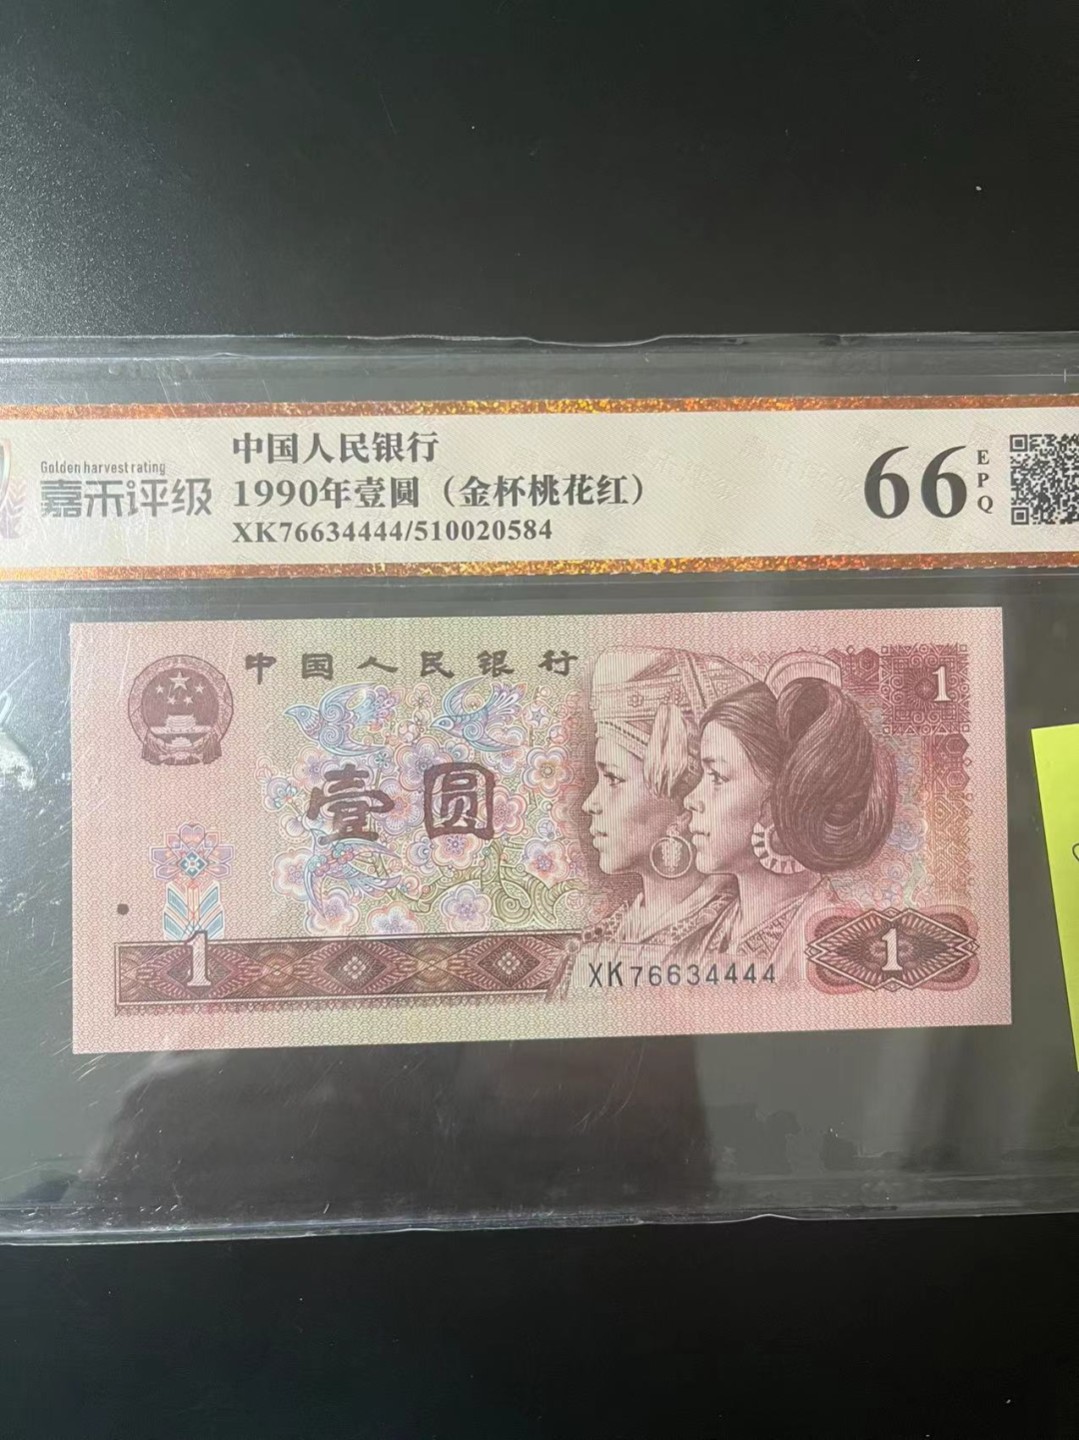 Golden harvest rating
嘉禾评级
中国人民银行
1990年壹圆（金杯桃花红）
XK76634444/510020584
66
EPQ
中国人民银行
1
壹圆
1
XK76634444
1